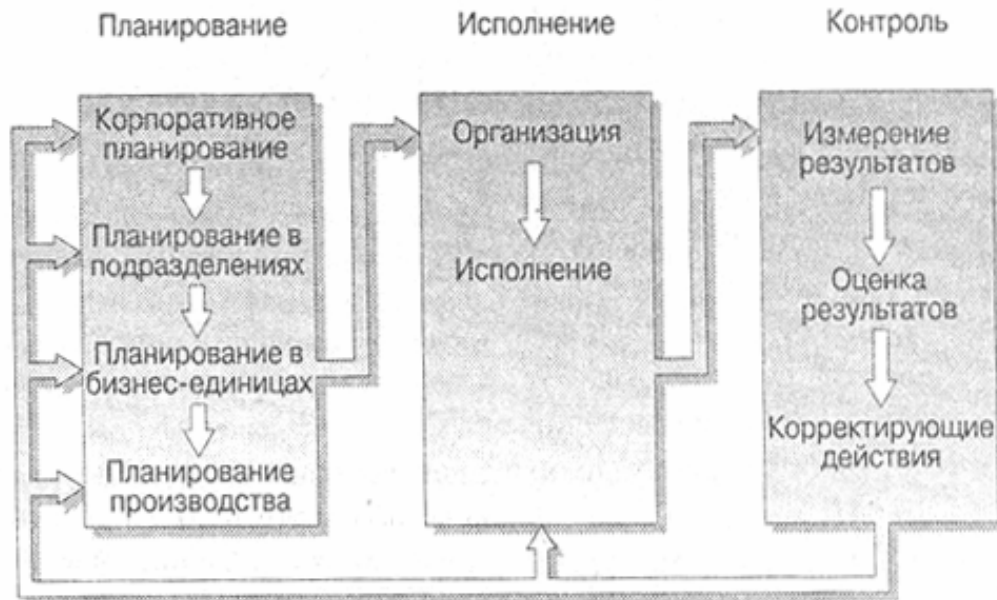 Планирование
Исполнение
Контроль
Корпоративное
планирование
Планирование в
подразделениях
Планирование в
бизнес-единицах
Планирование
производства
Организация
Исполнение
Измерение
результатов
Оценка
результатов
Корректирующие
действия